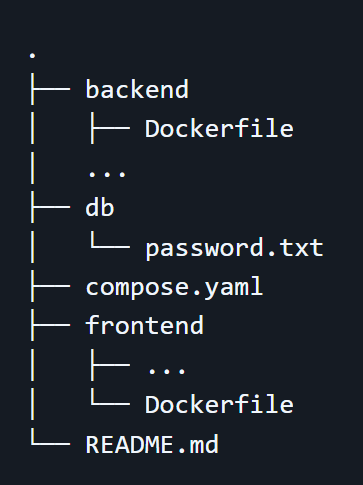 .
├── backend
│   ├── Dockerfile
│   ...
├── db
│   └── password.txt
├── compose.yaml
├── frontend
│   ├── ...
│   └── Dockerfile
└── README.md